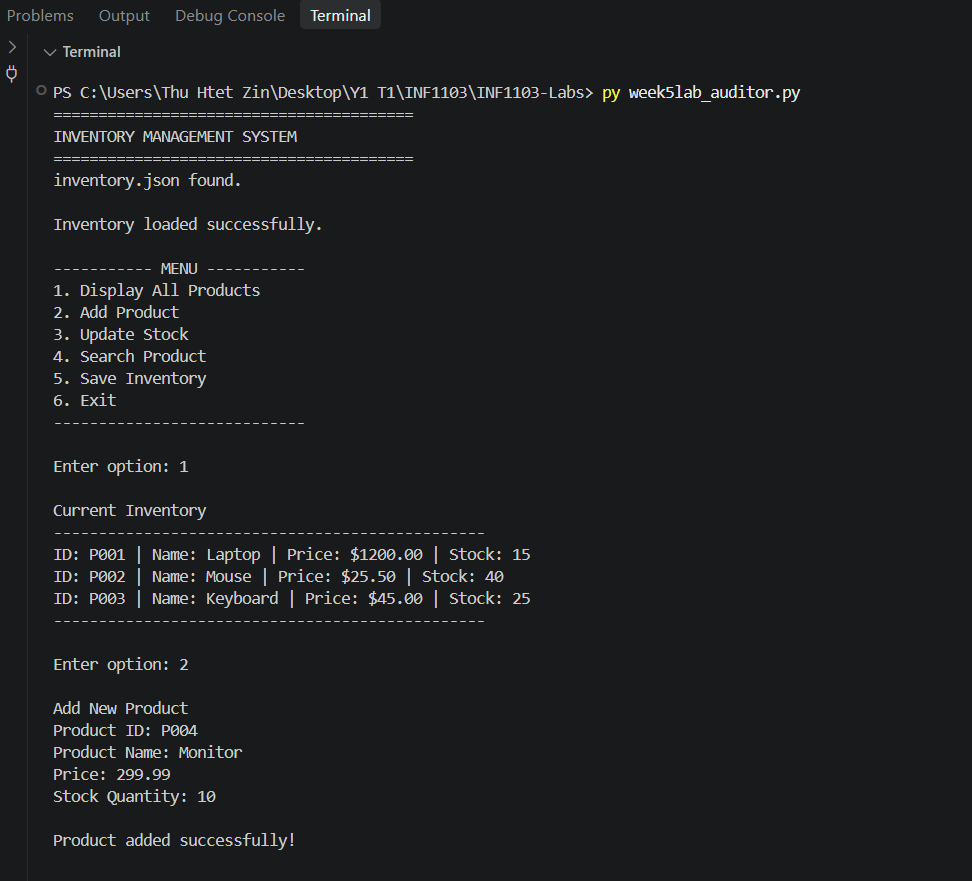 Problems Output Debug Console Terminal
Terminal
PS C:\Users\Thu Htet Zin\Desktop\Y1 T1\INF1103\INF1103-Labs> py week5lab_auditor.py
========================================
INVENTORY MANAGEMENT SYSTEM
========================================
inventory.json found.
Inventory loaded successfully.
----------- MENU -----------
1. Display All Products
2. Add Product
3. Update Stock
4. Search Product
5. Save Inventory
6. Exit
----------------------------
Enter option: 1
Current Inventory
------------------------------------------------
ID: P001 | Name: Laptop | Price: $1200.00 | Stock: 15
ID: P002 | Name: Mouse | Price: $25.50 | Stock: 40
ID: P003 | Name: Keyboard | Price: $45.00 | Stock: 25
------------------------------------------------
Enter option: 2
Add New Product
Product ID: P004
Product Name: Monitor
Price: 299.99
Stock Quantity: 10
Product added successfully!